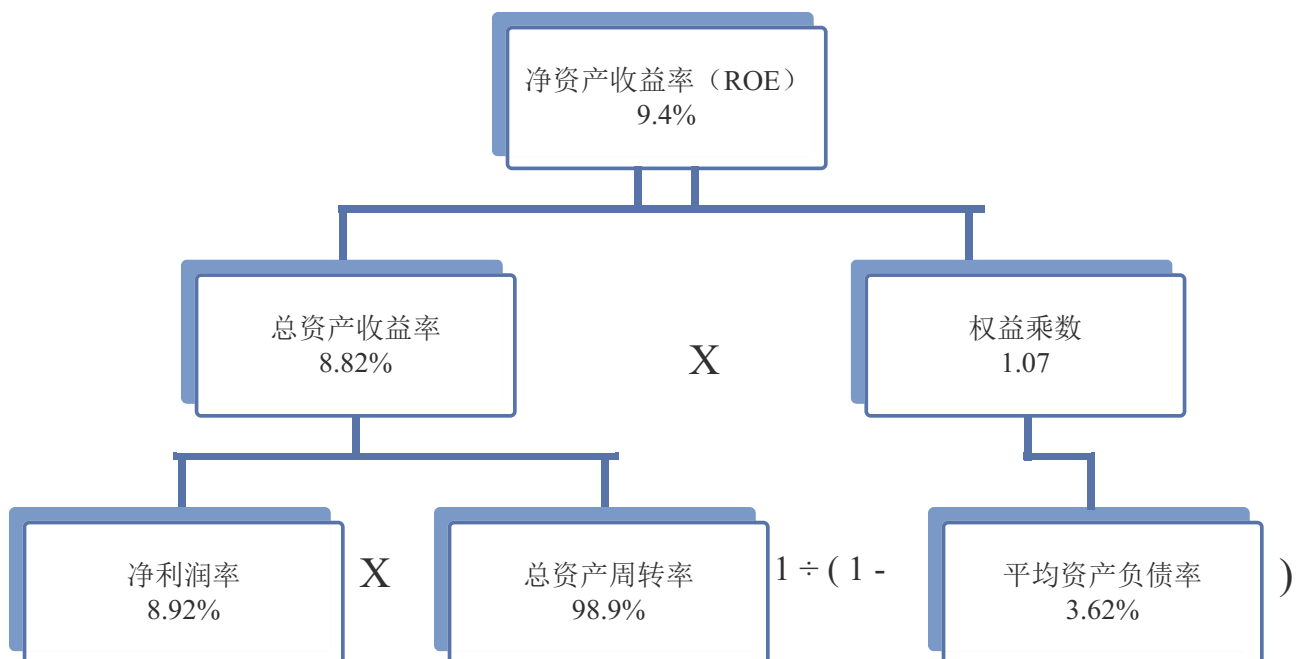 净资产收益率（ROE）
9.4%
总资产收益率
8.82%
X
权益乘数
1.07
净利润率
8.92%
X
总资产周转率
98.9%
1 ÷ ( 1 -
平均资产负债率
3.62%
)